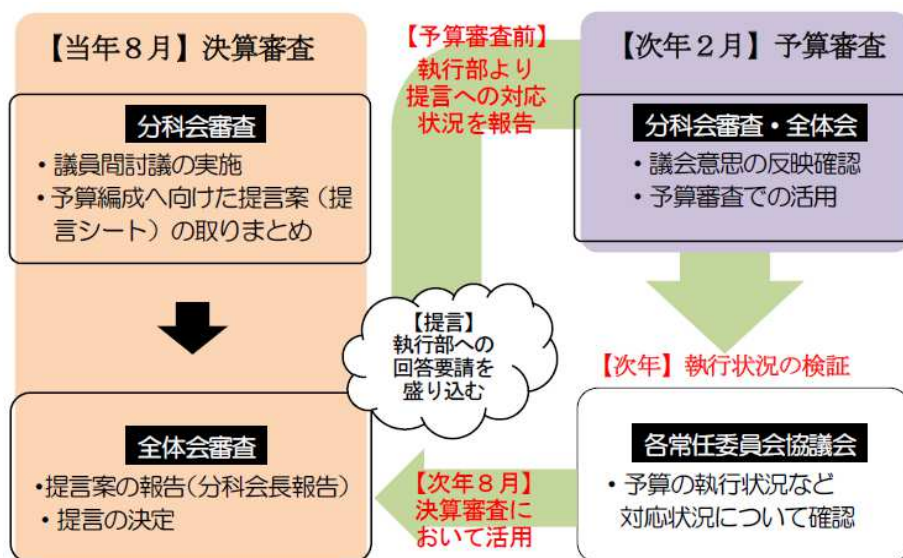 【当年８月】決算審査
分科会審査
・議員間討議の実施
・予算編成へ向けた提言案（提
言シート）の取りまとめ
全体会審査
・提言案の報告（分科会長報告）
・提言の決定
【提言】
執行部への
回答要請を
盛り込む
【予算審査前】
執行部より
提言への対応
状況を報告
【次年２月】予算審査
分科会審査・全体会
・議会意思の反映確認
・予算審査での活用
【次年】執行状況の検証
各常任委員会協議会
・予算の執行状況など
対応状況について確認
【次年８月】
決算審査に
おいて活用